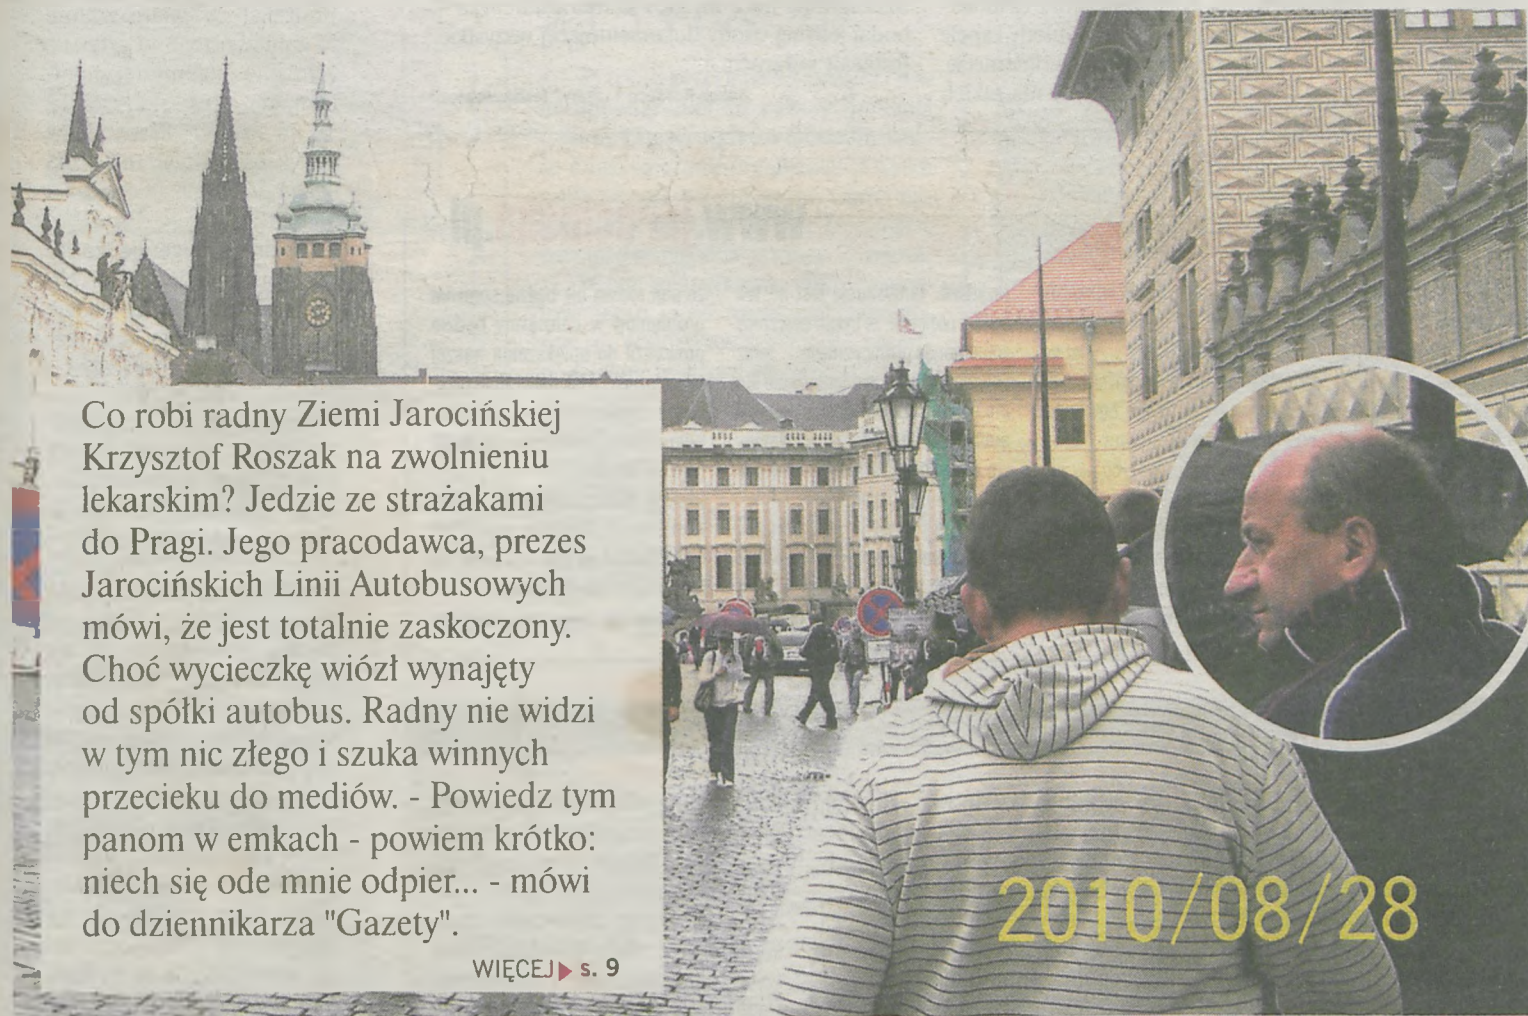 Co robi radny Ziemi Jarocińskiej
Krzysztof Roszak na zwolnieniu
lekarskim? Jedzie ze strażakami
do Pragi. Jego pracodawca, prezes
Jarocińskich Linii Autobusowych
mówi, że jest totalnie zaskoczony.
Choć wycieczkę wiózł wynajęty
od spółki autobus. Radny nie widzi
w tym nic złego i szuka winnych
przecieku do mediów. - Powiedz tym
panom w emkach - powiem krótko:
niech się ode mnie odpier... - mówi
do dziennikarza "Gazety".
WIĘCEJ▶ s. 9
2010/08/28